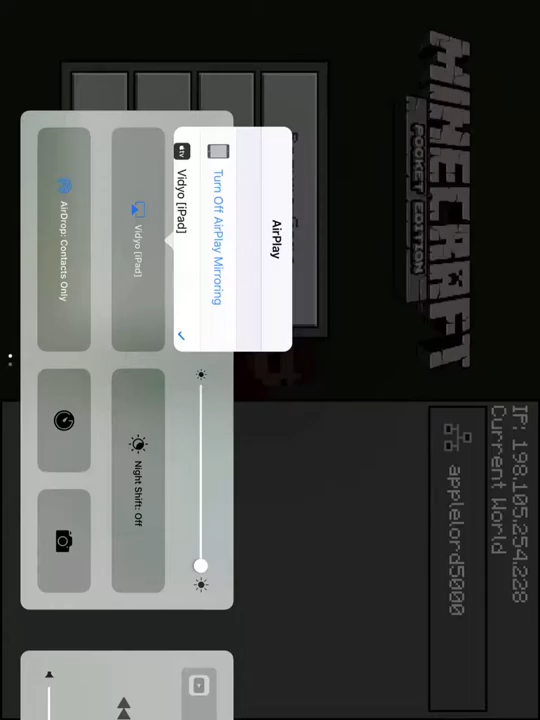 MINECRAFT
POCKET EDITION
IP: 198.105.254.228
Current World
applelord5000
AirPlay
Turn Off AirPlay Mirroring
tv
Vidyo [iPad]
Vidyo [iPad]
Night Shift: Off
AirDrop: Contacts Only